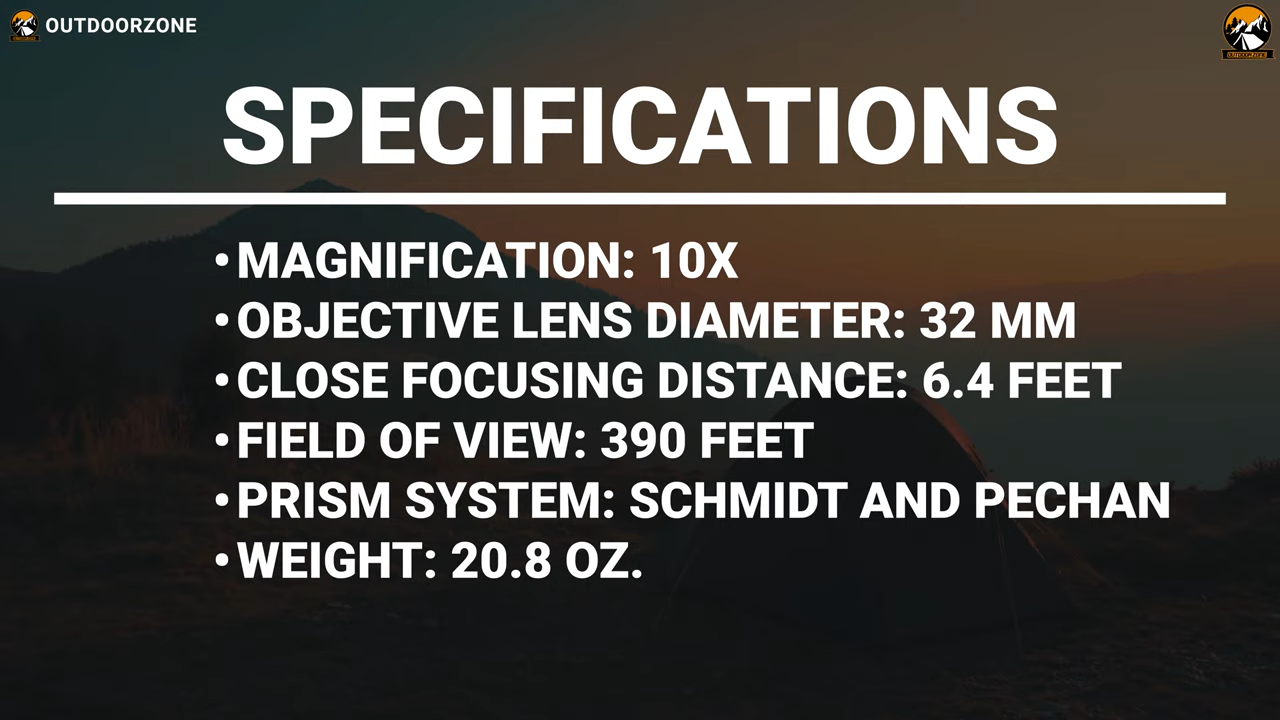 OUTDOORZONE
OUTDOORZONE
SPECIFICATIONS
• MAGNIFICATION: 10X
• OBJECTIVE LENS DIAMETER: 32 MM
• CLOSE FOCUSING DISTANCE: 6.4 FEET
• FIELD OF VIEW: 390 FEET
• PRISM SYSTEM: SCHMIDT AND PECHAN
• WEIGHT: 20.8 OZ.